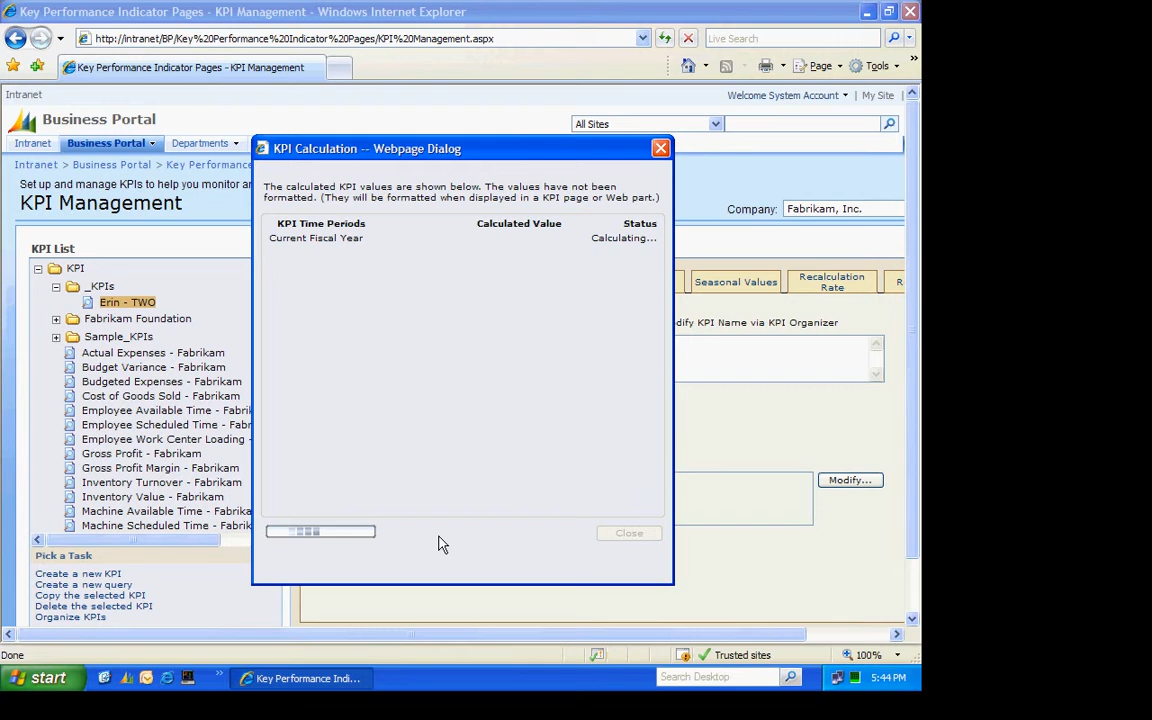 Key Performance Indicator Pages - KPI Management - Windows Internet Explorer
http://intranet/BP/Key%20Performance%20Indicator%20Pages/KPI%20Management.aspx
Live Search
Key Performance Indicator Pages - KPI Management
Page
Tools
Intranet
Welcome System Account
My Site
Business Portal
All Sites
Intranet
Business Portal
Departments
Intranet > Business Portal > Key Performance
Set up and manage KPIs to help you monitor an
KPI Management
Company:
Fabrikam, Inc.
KPI Calculation -- Webpage Dialog
The calculated KPI values are shown below. The values have not been
formatted. (They will be formatted when displayed in a KPI page or Web part.)
KPI Time Periods
Calculated Value
Status
Current Fiscal Year
Calculating...
Close
KPI List
KPI
_KPIs
Erin - TWO
Fabrikam Foundation
Sample_KPIs
Actual Expenses - Fabrikam
Budget Variance - Fabrikam
Budgeted Expenses - Fabrikam
Cost of Goods Sold - Fabrikam
Employee Available Time - Fabri
Employee Scheduled Time - Fabr
Employee Work Center Loading -
Gross Profit - Fabrikam
Gross Profit Margin - Fabrikam
Inventory Turnover - Fabrikam
Inventory Value - Fabrikam
Machine Available Time - Fabrika
Machine Scheduled Time - Fabrik
Seasonal Values
Recalculation
Rate
R
dify KPI Name via KPI Organizer
Modify...
Pick a Task
Create a new KPI
Create a new query
Copy the selected KPI
Delete the selected KPI
Organize KPIs
Done
Trusted sites
100%
start
Key Performance Indi...
Search Desktop
5:44 PM